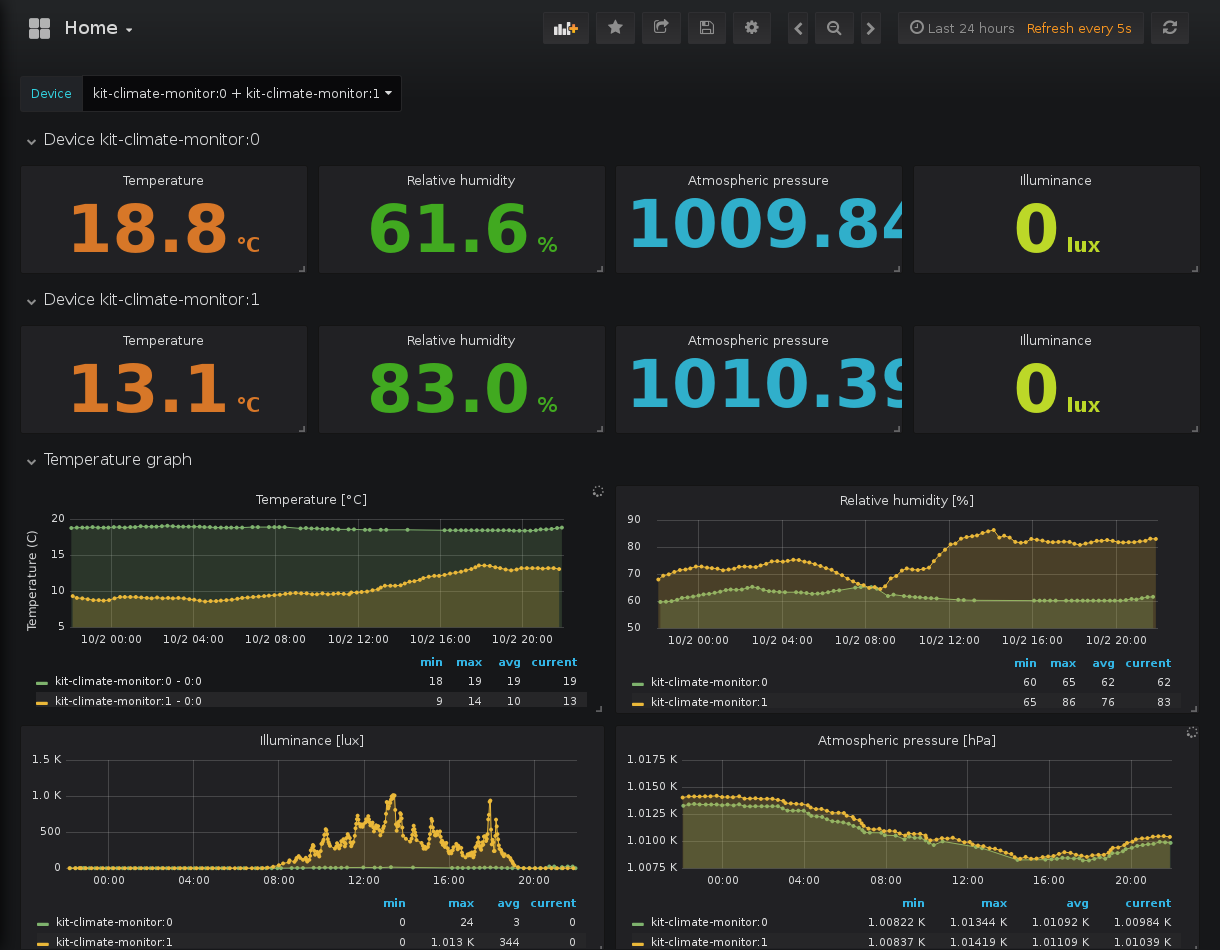 Home
Last 24 hours Refresh every 5s
Device kit-climate-monitor:0 + kit-climate-monitor:1
Device kit-climate-monitor:0
Temperature Relative humidity Atmospheric pressure Illuminance
18.8 °C 61.6 % 1009.84 0 lux
Device kit-climate-monitor:1
Temperature Relative humidity Atmospheric pressure Illuminance
13.1 °C 83.0 % 1010.39 0 lux
Temperature graph
Temperature [°C]
Temperature (C)
20
15
10
5
10/2 00:00 10/2 04:00 10/2 08:00 10/2 12:00 10/2 16:00 10/2 20:00
min max avg current
kit-climate-monitor:0 - 0:0 18 19 19 19
kit-climate-monitor:1 - 0:0 9 14 10 13
Relative humidity [%]
90
80
70
60
50
10/2 00:00 10/2 04:00 10/2 08:00 10/2 12:00 10/2 16:00 10/2 20:00
min max avg current
kit-climate-monitor:0 60 65 62 62
kit-climate-monitor:1 65 86 76 83
Illuminance [lux]
1.5 K
1.0 K
500
0
00:00 04:00 08:00 12:00 16:00 20:00
min max avg current
kit-climate-monitor:0 0 24 3 0
kit-climate-monitor:1 0 1.013 K 344 0
Atmospheric pressure [hPa]
1.0175 K
1.0150 K
1.0125 K
1.0100 K
1.0075 K
00:00 04:00 08:00 12:00 16:00 20:00
min max avg current
kit-climate-monitor:0 1.00822 K 1.01344 K 1.01092 K 1.00984 K
kit-climate-monitor:1 1.00837 K 1.01419 K 1.01109 K 1.01039 K